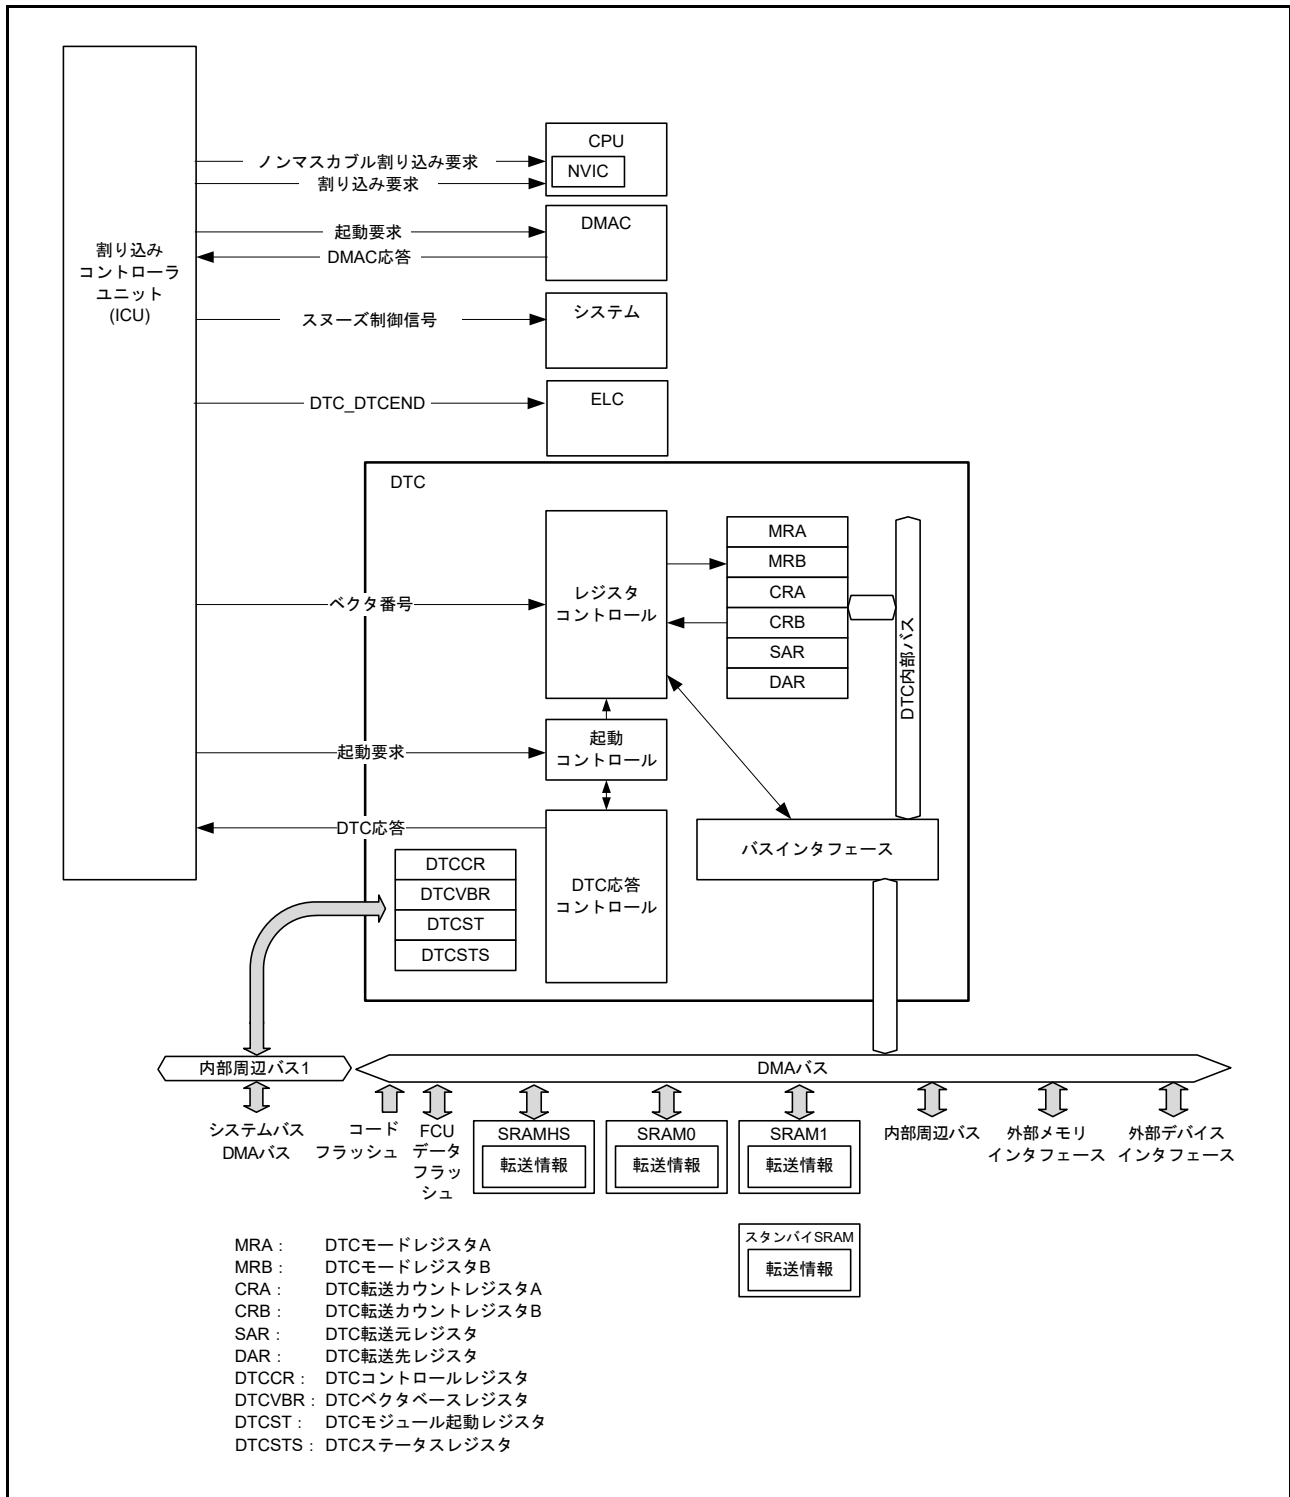 割り込み
コントローラ
ユニット
(ICU)
CPU
NVIC
ノンマスカブル割り込み要求
割り込み要求
DMAC
起動要求
DMAC応答
システム
スヌーズ制御信号
ELC
DTC_DTCEND
DTC
レジスタ
コントロール
ベクタ番号
MRA
MRB
CRA
CRB
SAR
DAR
DTC内部バス
起動
コントロール
起動要求
DTC応答
DTC応答
コントロール
バスインタフェース
DTCCR
DTCVBR
DTCST
DTCSTS
内部周辺バス1
DMAバス
システムバス
DMAバス
コード
フラッシュ
FCU
データ
フラッ
シュ
SRAMHS
転送情報
SRAM0
転送情報
SRAM1
転送情報
内部周辺バス
外部メモリ
インタフェース
外部デバイス
インタフェース
スタンバイSRAM
転送情報
MRA： DTCモードレジスタA
MRB： DTCモードレジスタB
CRA： DTC転送カウントレジスタA
CRB： DTC転送カウントレジスタB
SAR： DTC転送元レジスタ
DAR： DTC転送先レジスタ
DTCCR： DTCコントロールレジスタ
DTCVBR： DTCベクタベースレジスタ
DTCST： DTCモジュール起動レジスタ
DTCSTS： DTCステータスレジスタ